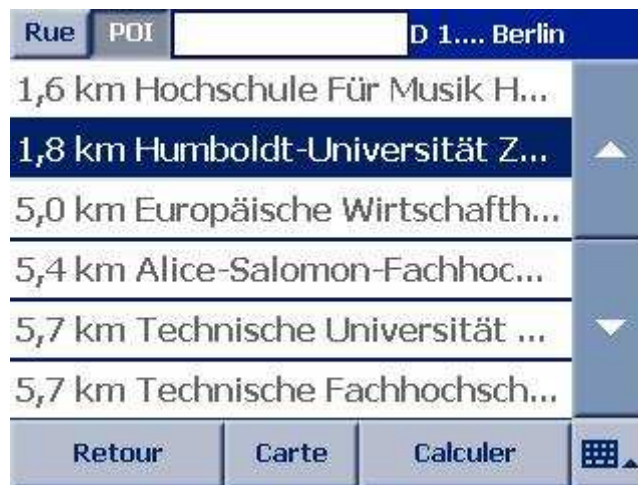 Rue POI D 1.... Berlin
1,6 km Hochschule Für Musik H...
1,8 km Humboldt-Universität Z...
5,0 km Europäische Wirtschafth...
5,4 km Alice-Salomon-Fachhoc...
5,7 km Technische Universität ...
5,7 km Technische Fachhochsch...
Retour Carte Calculer